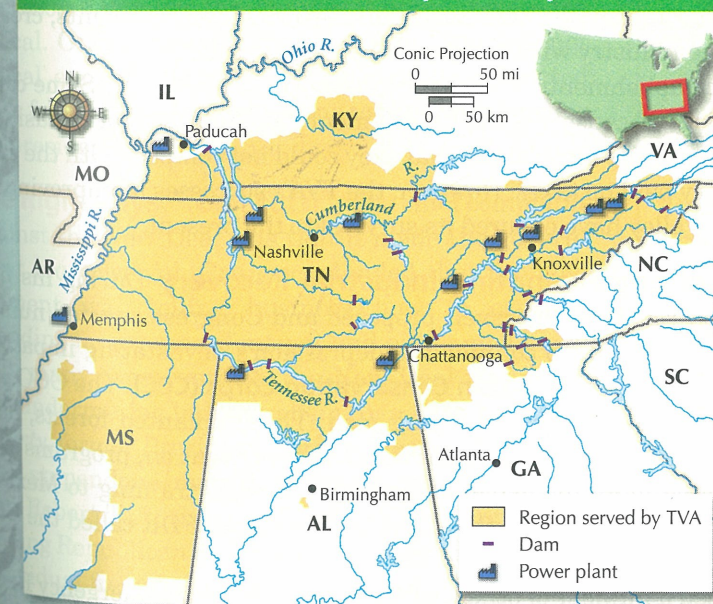 Conic Projection
0 50 mi
0 50 km
N
W E
S
Ohio R.
IL
KY
Paducah
VA
MO
R.
Cumberland
Mississippi R.
AR
Nashville
TN
Knoxville
NC
Memphis
Chattanooga
Tennessee R.
SC
MS
Atlanta
GA
Birmingham
AL
Region served by TVA
Dam
Power plant